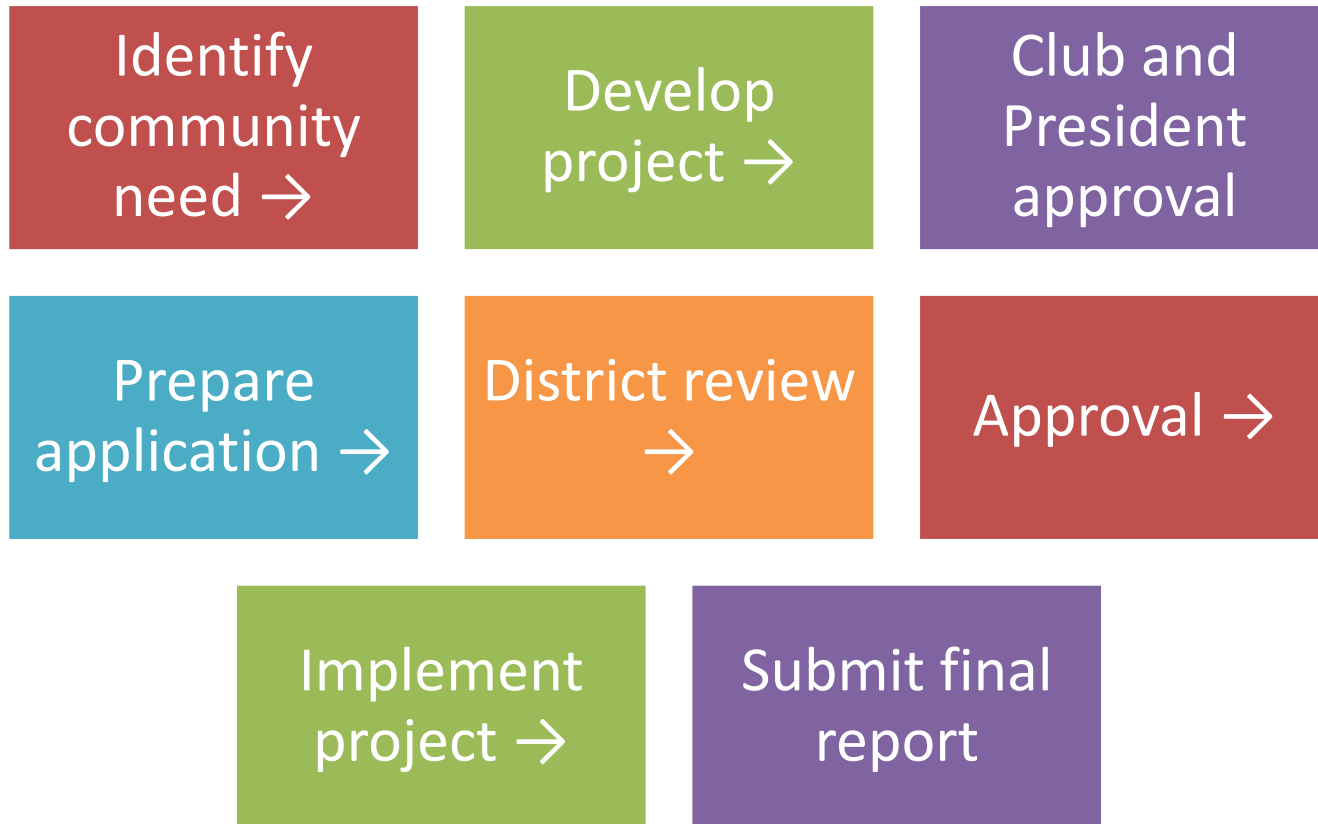 Identify
community
need →
Develop
project →
Club and
President
approval
Prepare
application →
District review
→
Approval →
Implement
project →
Submit final
report